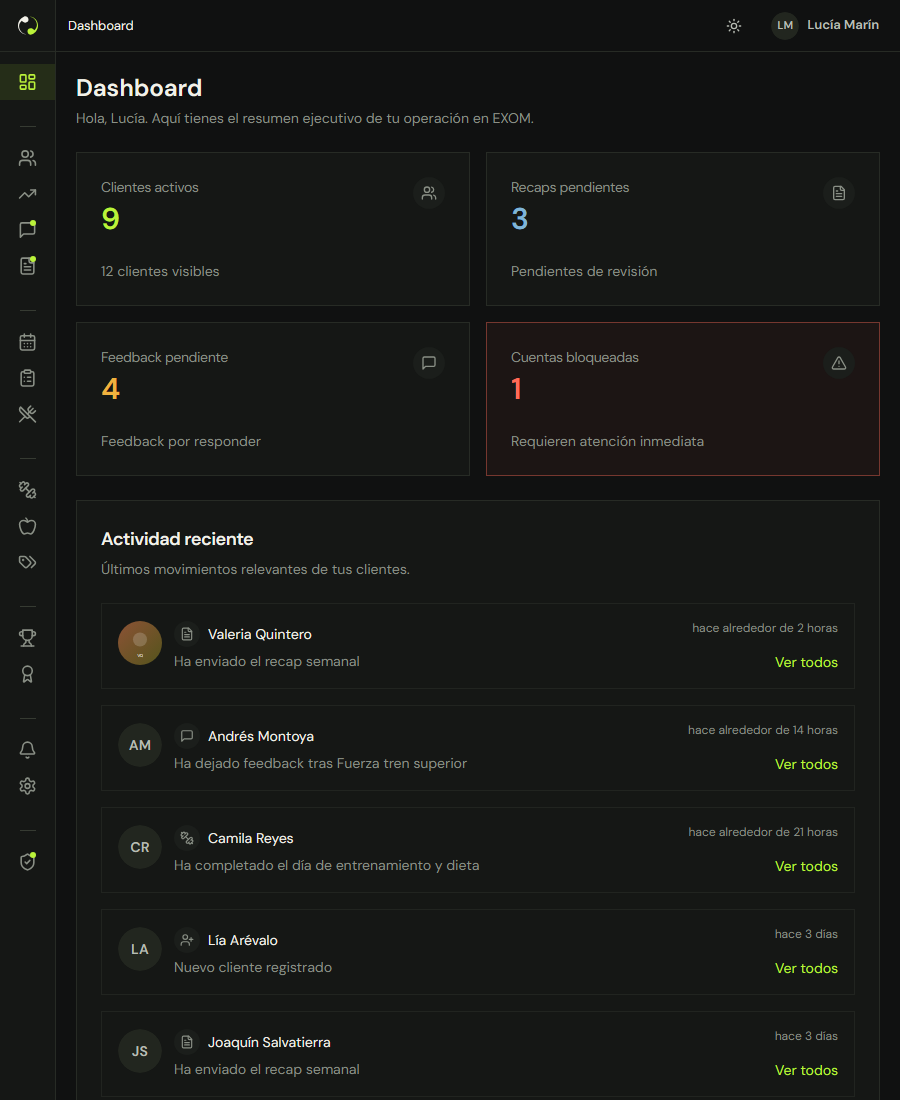 Dashboard
LM
Lucía Marín
Dashboard
Hola, Lucía. Aquí tienes el resumen ejecutivo de tu operación en EXOM.
Clientes activos
9
12 clientes visibles
Recaps pendientes
3
Pendientes de revisión
Feedback pendiente
4
Feedback por responder
Cuentas bloqueadas
1
Requieren atención inmediata
Actividad reciente
Últimos movimientos relevantes de tus clientes.
Valeria Quintero
hace alrededor de 2 horas
Ha enviado el recap semanal
Ver todos
AM
Andrés Montoya
hace alrededor de 14 horas
Ha dejado feedback tras Fuerza tren superior
Ver todos
CR
Camila Reyes
hace alrededor de 21 horas
Ha completado el día de entrenamiento y dieta
Ver todos
LA
Lía Arévalo
hace 3 días
Nuevo cliente registrado
Ver todos
JS
Joaquín Salvatierra
hace 3 días
Ha enviado el recap semanal
Ver todos